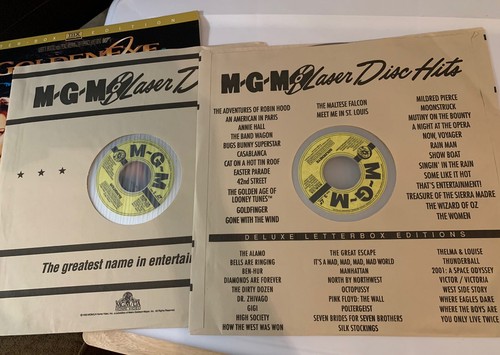 GOLDENEYE
M-G-M
Laser D
M-G-M
The greatest name in entertain
MGM/UA
M-G-M Laser Disc Hits
THE ADVENTURES OF ROBIN HOOD
AN AMERICAN IN PARIS
ANNIE HALL
THE BAND WAGON
BUGS BUNNY SUPERSTAR
CASABLANCA
CAT ON A HOT TIN ROOF
EASTER PARADE
42ND STREET
THE GOLDEN AGE OF
LOONEY TUNES™
GOLDFINGER
GONE WITH THE WIND
THE MALTESE FALCON
MEET ME IN ST. LOUIS
M-G-M
MILDRED PIERCE
MOONSTRUCK
MUTINY ON THE BOUNTY
A NIGHT AT THE OPERA
NOW, VOYAGER
RAIN MAN
SHOW BOAT
SINGIN' IN THE RAIN
SOME LIKE IT HOT
THAT'S ENTERTAINMENT!
TREASURE OF THE SIERRA MADRE
THE WIZARD OF OZ
THE WOMEN
DELUXE LETTERBOX EDITIONS
THE ALAMO
BELLS ARE RINGING
BEN-HUR
DIAMONDS ARE FOREVER
THE DIRTY DOZEN
DR. ZHIVAGO
GIGI
HIGH SOCIETY
HOW THE WEST WAS WON
THE GREAT ESCAPE
IT'S A MAD, MAD, MAD, MAD WORLD
MANHATTAN
NORTH BY NORTHWEST
OCTOPUSSY
PINK FLOYD: THE WALL
POLTERGEIST
SEVEN BRIDES FOR SEVEN BROTHERS
SILK STOCKINGS
THELMA & LOUISE
THUNDERBALL
2001: A SPACE ODYSSEY
VICTOR / VICTORIA
WEST SIDE STORY
WHERE EAGLES DARE
WHERE THE BOYS ARE
YOU ONLY LIVE TWICE